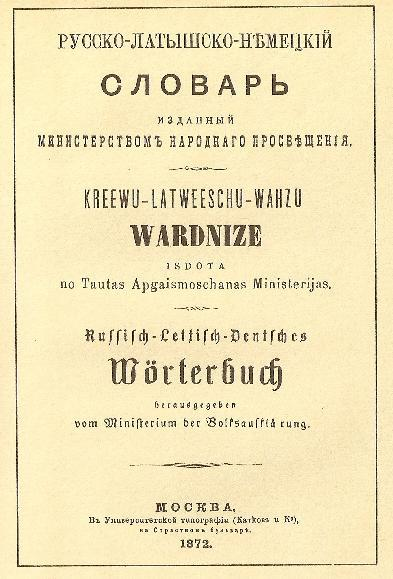 РУССКО-ЛАТЫШСКО-НѢМЕЦКІЙ
СЛОВАРЬ
ИЗДАННЫЙ
МИНИСТЕРСТВОМЪ НАРОДНАГО ПРОСВѢЩЕНІЯ.
KREEWU-LATWEESCHU-WAHZU
WARDNIZE
ISDOTA
no Tautas Apgaismoschanas Ministerijas.
Russisch-Lettisch-Deutsches
Wörterbuch
herausgegeben
vom Ministerium der Volksaufklärung.
МОСКВА.
Въ Университетской типографіи (Катковъ и К°),
на Страстномъ бульварѣ.
1872.